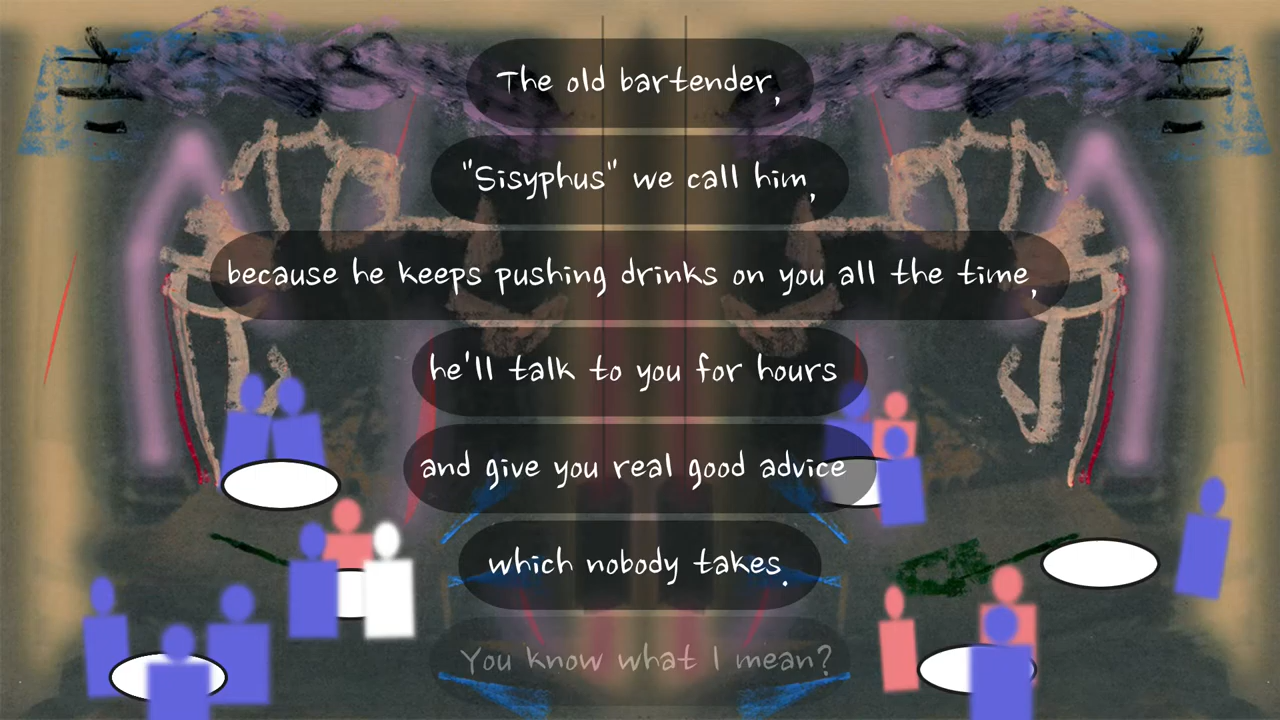 The old bartender,
"Sisyphus" we call him,
because he keeps pushing drinks on you all the time,
he'll talk to you for hours
and give you real good advice
which nobody takes.
You know what I mean?